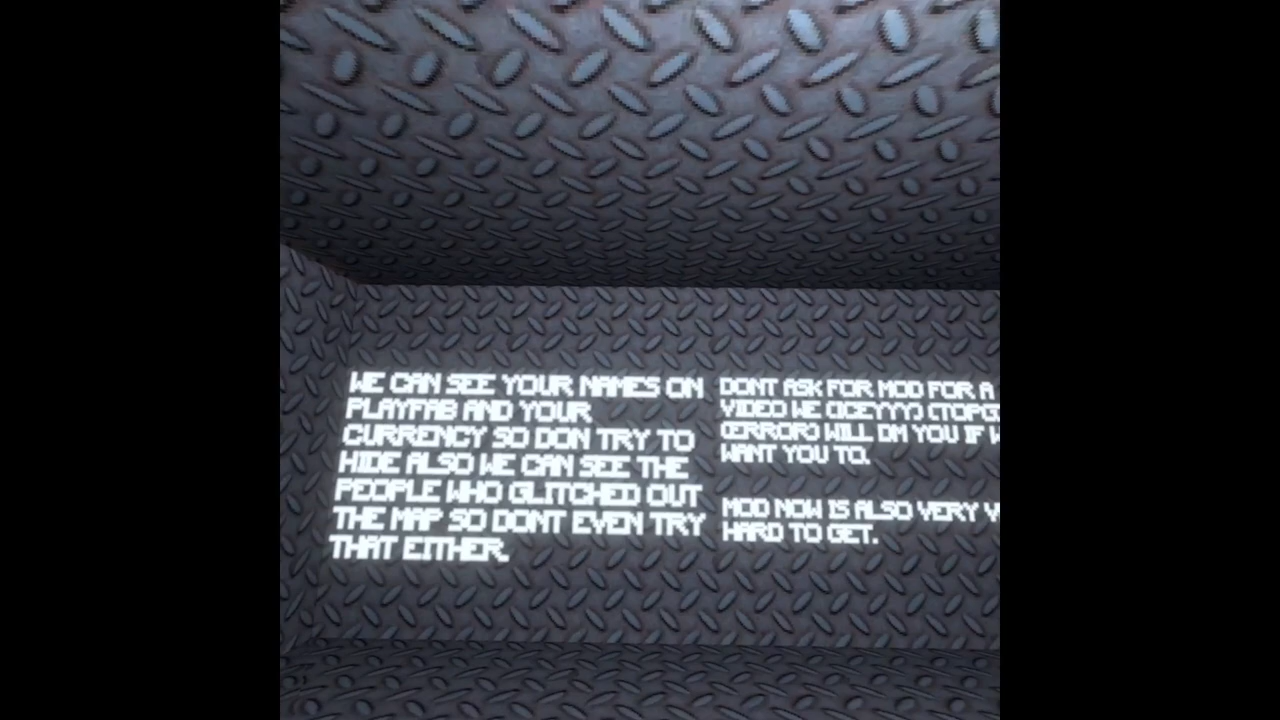 WE CAN SEE YOUR NAMES ON
PLAYFAB AND YOUR
CURRENCY SO DON TRY TO
HIDE ALSO WE CAN SEE THE
PEOPLE WHO GLITCHED OUT
THE MAP SO DONT EVEN TRY
THAT EITHER.
DONT ASK FOR MOD FOR A
VIDEO WE (ICEYYY)
(ERROR) WILL DM YOU IF
WANT YOU TO.
MOD NOW IS ALSO VERY
HARD TO GET.